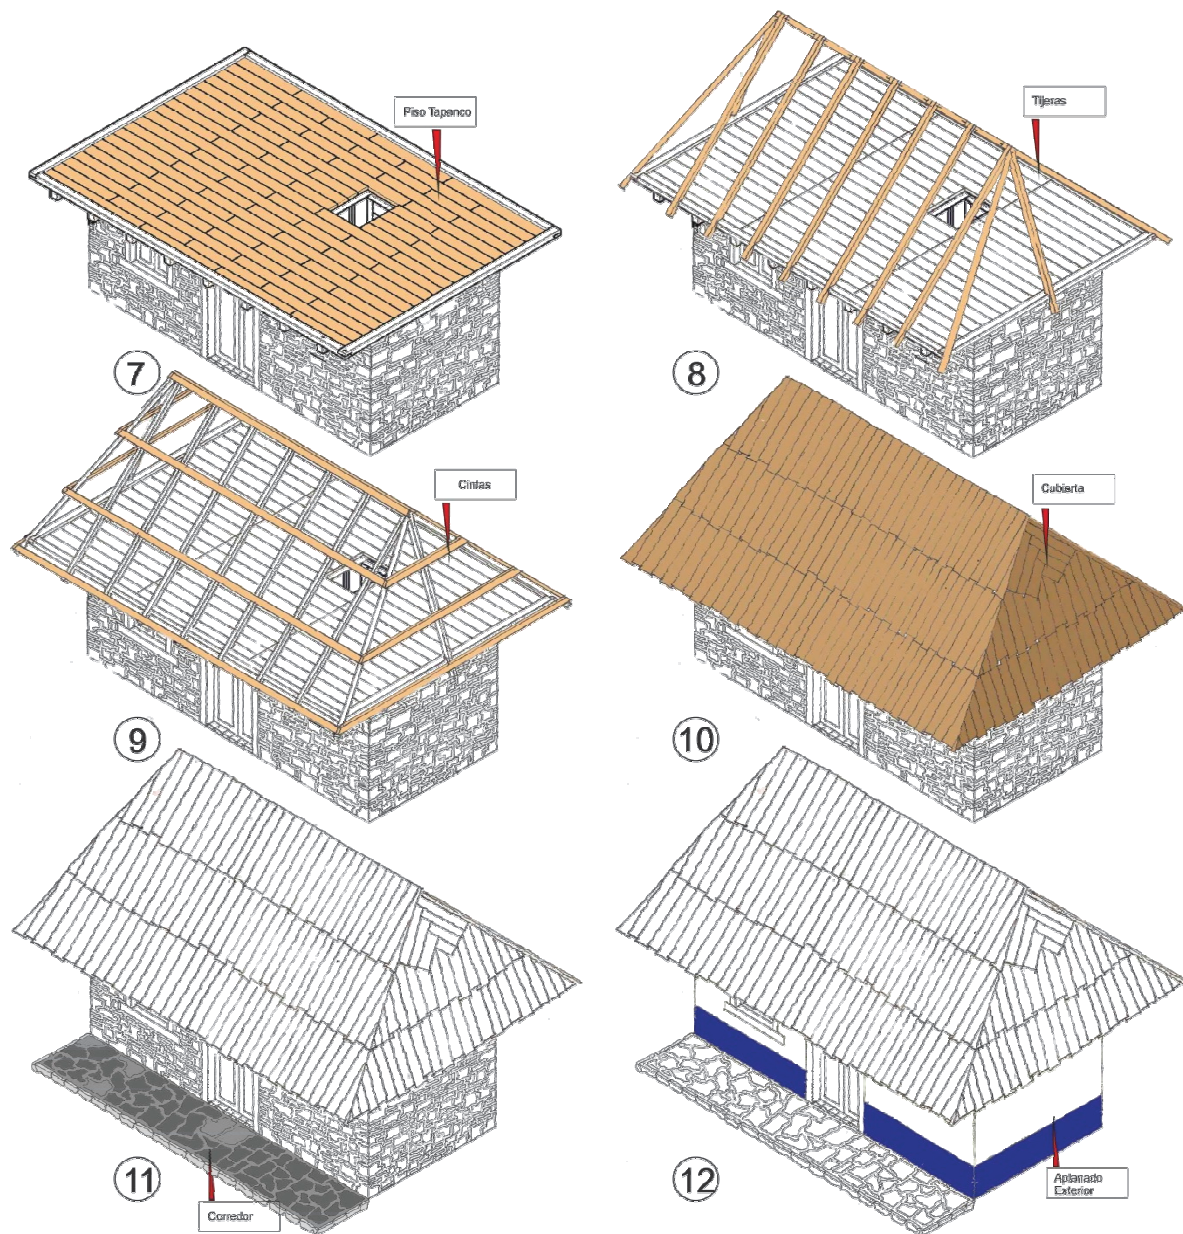 Piso Tapanco
Tijeras
7
8
Cintas
Cubierta
9
10
11
12
Corredor
Aplanado
Exterior